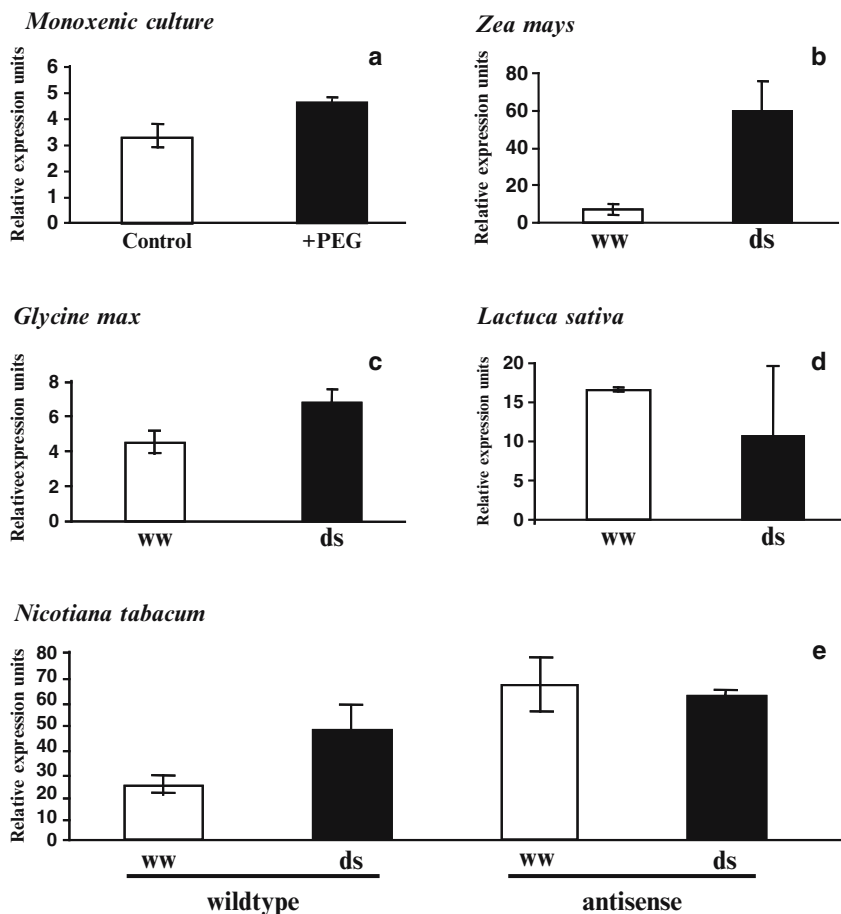 Monoxenic culture
a
Relative expression units
6
5
4
3
2
1
0
Control
+PEG
Zea mays
b
Relative expression units
80
60
40
20
0
ww
ds
Glycine max
c
Relativeexpression units
8
6
4
2
0
ww
ds
Lactuca sativa
d
Relative expression units
20
15
10
5
0
ww
ds
Nicotiana tabacum
e
Relative expression units
80
70
60
50
40
30
20
10
0
ww
ds
ww
ds
wildtype
antisense